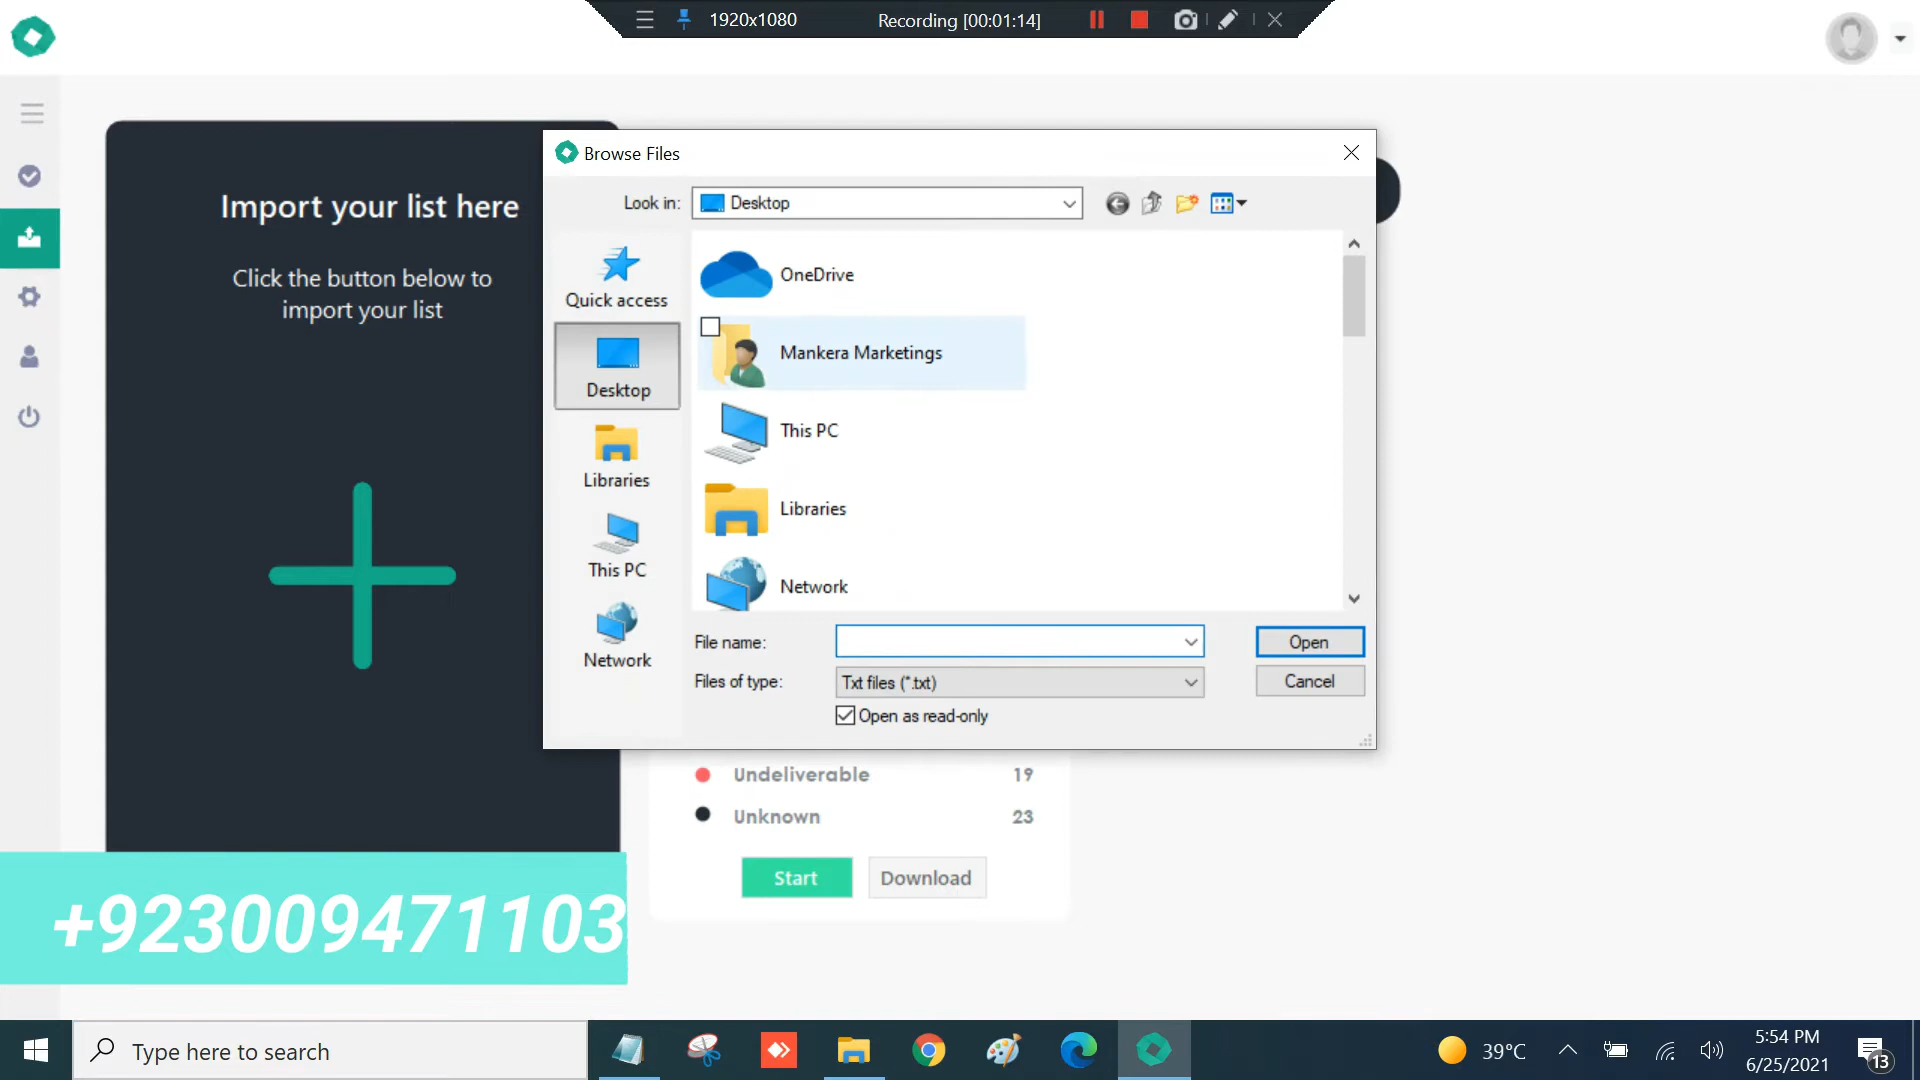 1920x1080
Recording [00:01:14]
Import your list here
Click the button below to
import your list
Browse Files
Look in:
Desktop
Quick access
Desktop
Libraries
This PC
Network
OneDrive
Mankera Marketings
This PC
Libraries
Network
File name:
Open
Files of type:
Txt files (*.txt)
Cancel
Open as read-only
Undeliverable 19
Unknown 23
Start
Download
+923009471103
Type here to search
39°C
5:54 PM
6/25/2021
13